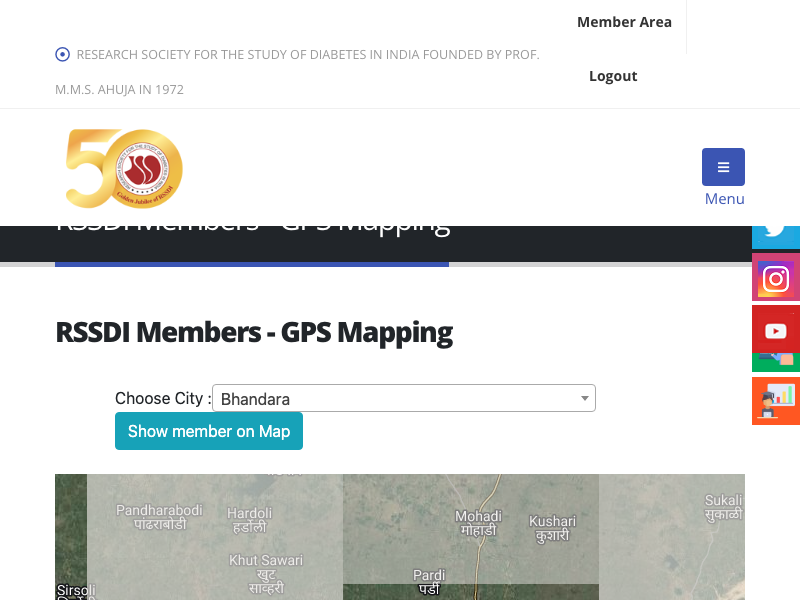 Member Area
RESEARCH SOCIETY FOR THE STUDY OF DIABETES IN INDIA FOUNDED BY PROF.
M.M.S. AHUJA IN 1972
Logout
50
Golden Jubilee of RSSDI
Menu
RSSDI Members - GPS Mapping
RSSDI Members - GPS Mapping
Choose City :
Bhandara
Show member on Map
Pandharabodi
पांढराबोडी
Hardoli
हर्डोली
Mohadi
मोहाडी
Kushari
कुशारी
Sukali
सुकाळी
Khut Sawari
खुट
साव्हरी
Pardi
पर्डी
Sirsoli